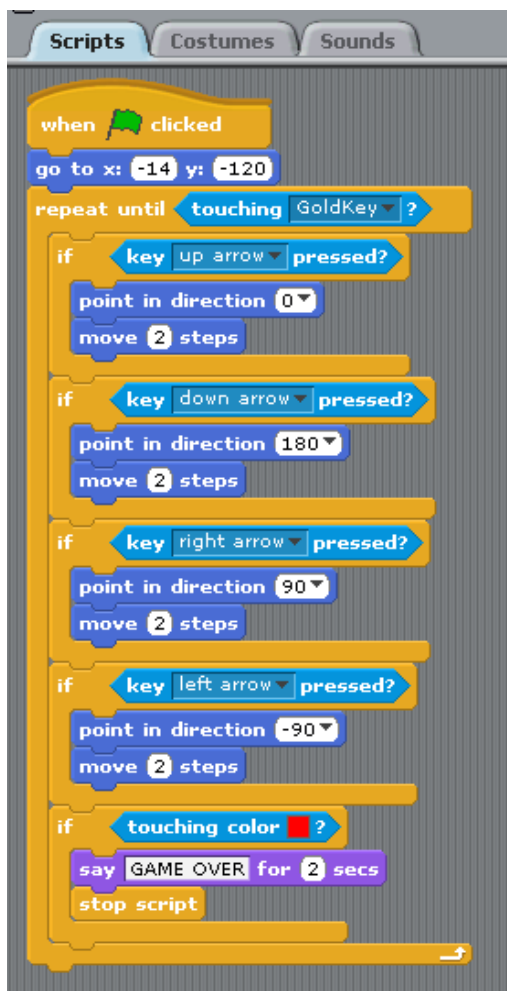 Scripts Costumes Sounds
when clicked
go to x: -14 y: -120
repeat until touching GoldKey ?
if key up arrow pressed?
point in direction 0
move 2 steps
if key down arrow pressed?
point in direction 180
move 2 steps
if key right arrow pressed?
point in direction 90
move 2 steps
if key left arrow pressed?
point in direction -90
move 2 steps
if touching color ?
say GAME OVER for 2 secs
stop script